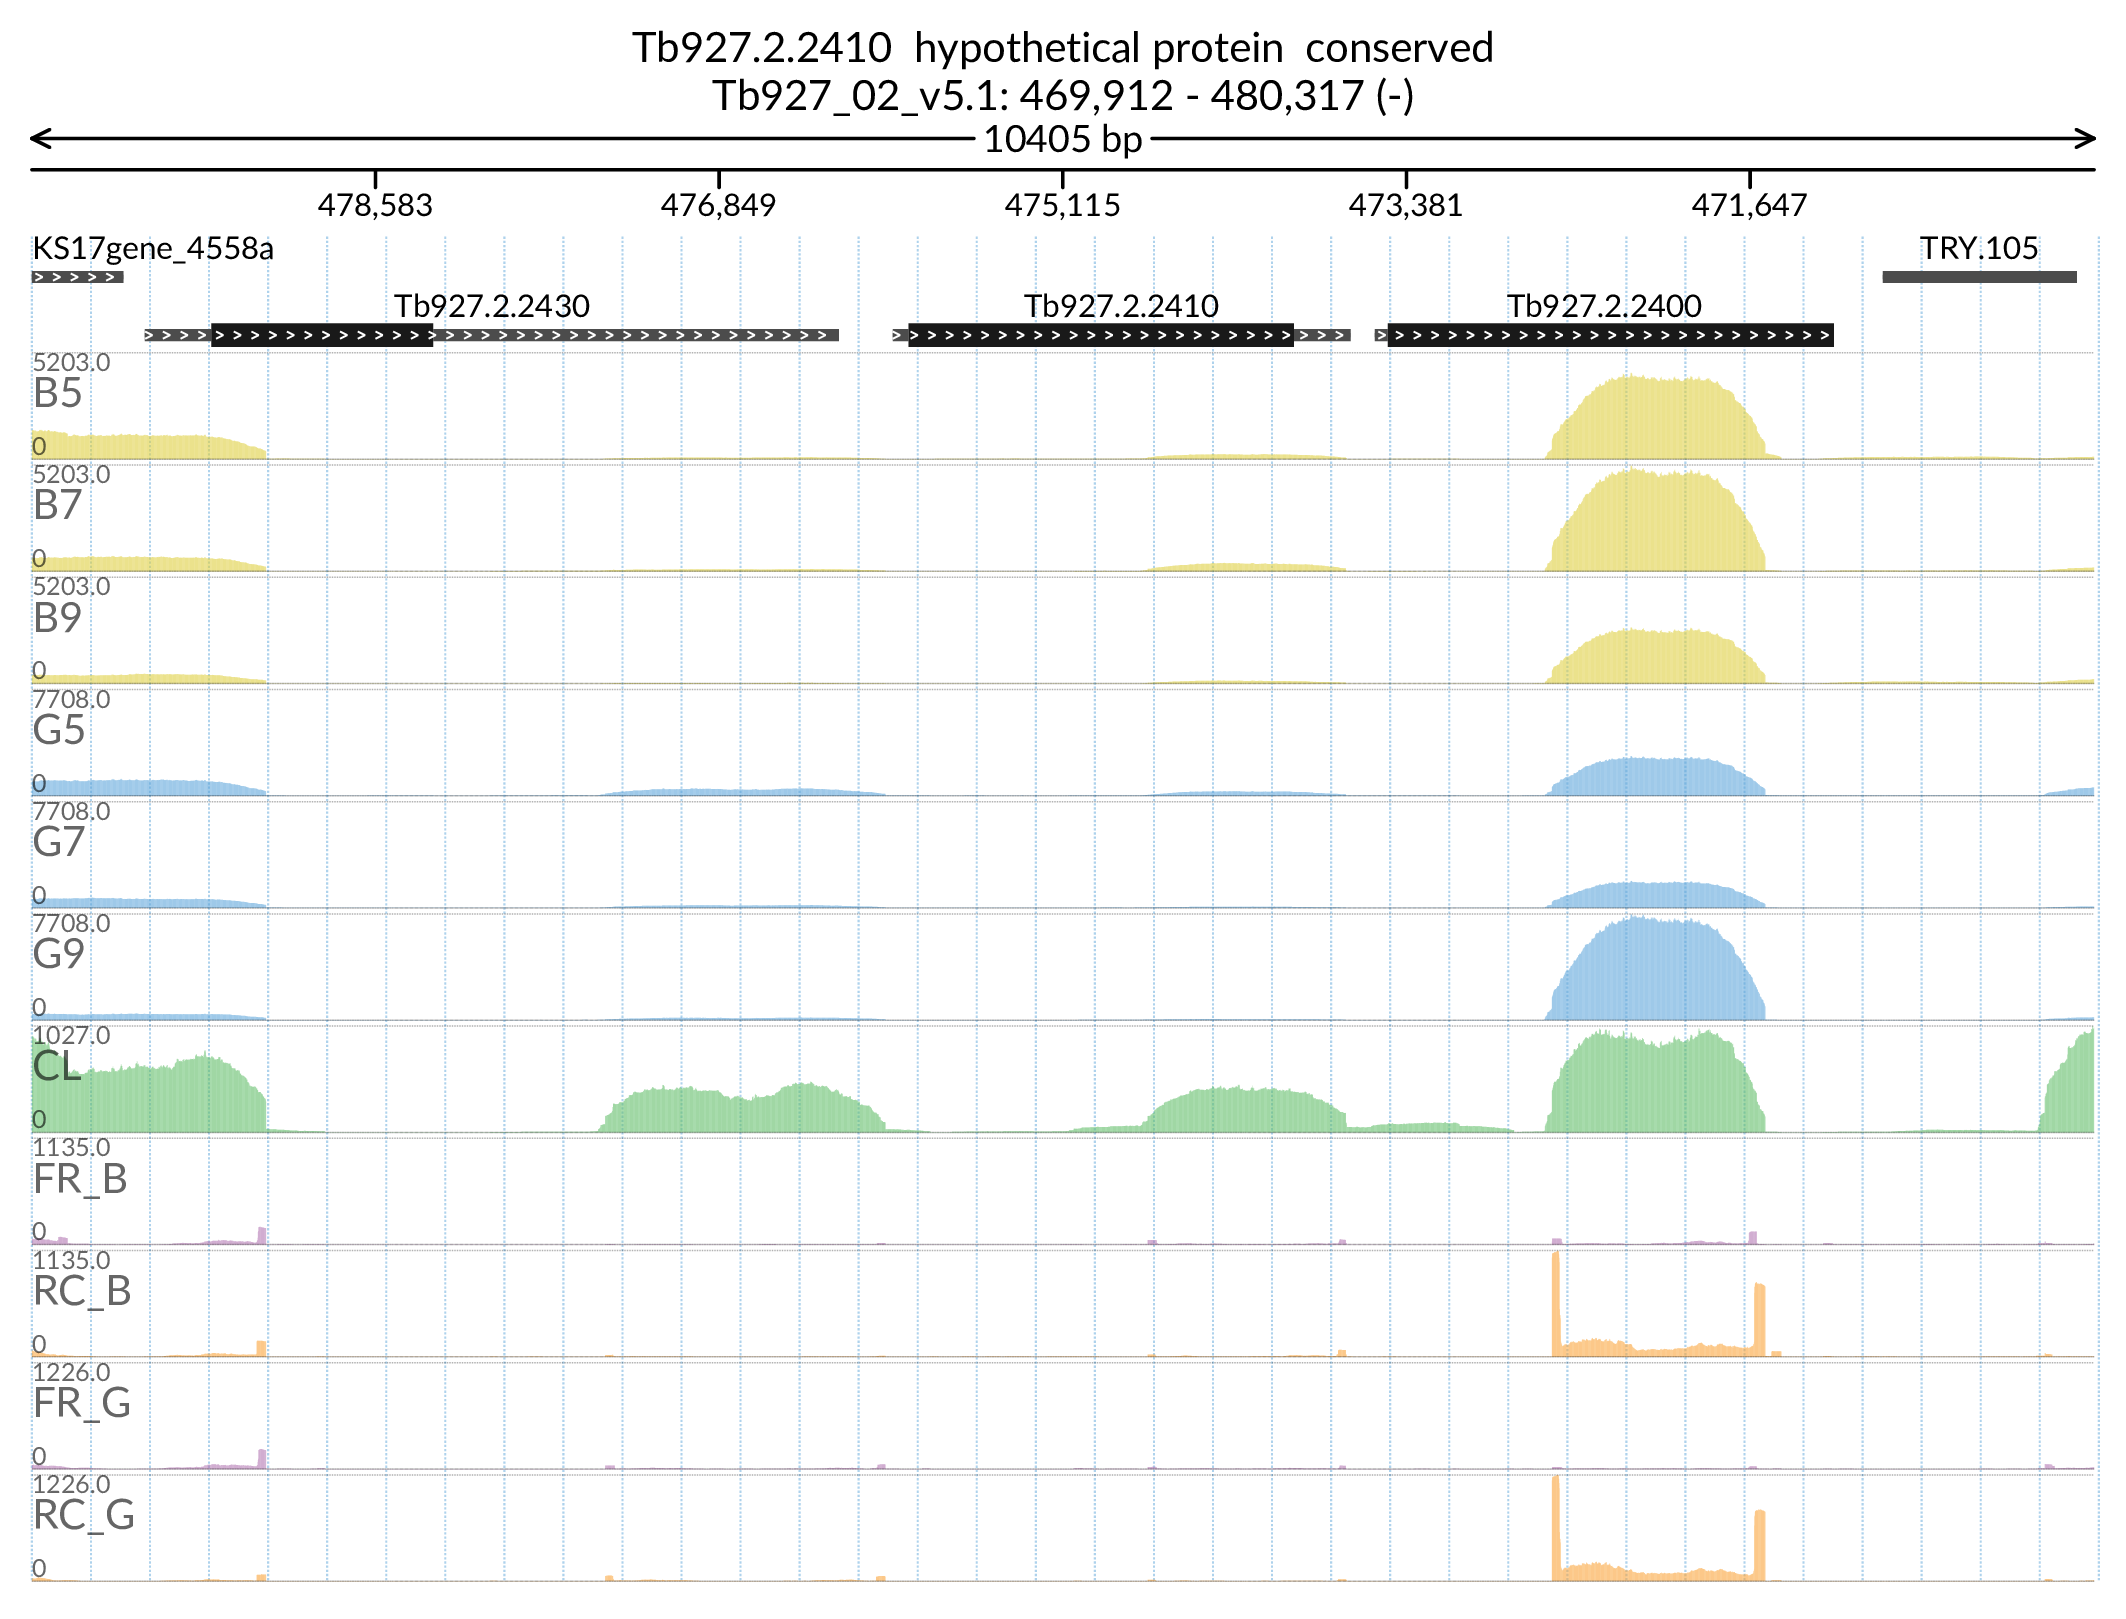 Tb927.2.2410  hypothetical protein  conserved
Tb927_02_v5.1: 469,912 - 480,317 (-)
10405 bp
478,583 476,849 475,115 473,381 471,647
KS17gene_4558a TRY.105
Tb927.2.2430 Tb927.2.2410 Tb927.2.2400
5203.0
B5
0
5203.0
B7
0
5203.0
B9
0
7708.0
G5
0
7708.0
G7
0
7708.0
G9
0
1027.0
CL
0
1135.0
FR_B
0
1135.0
RC_B
0
1226.0
FR_G
0
1226.0
RC_G
0